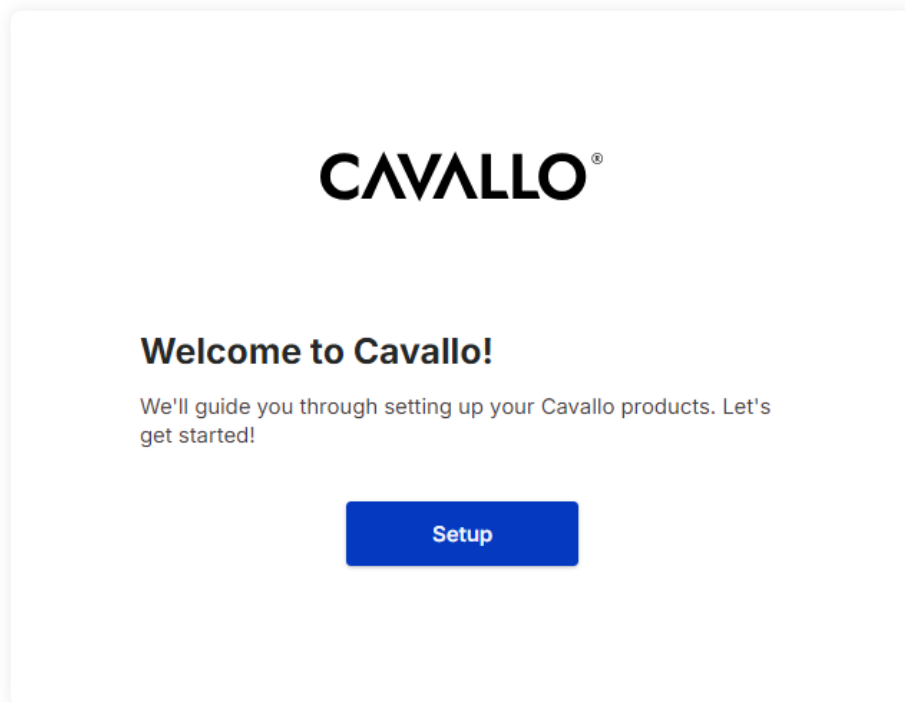 CAVALLO®
Welcome to Cavallo!
We'll guide you through setting up your Cavallo products. Let's
get started!
Setup